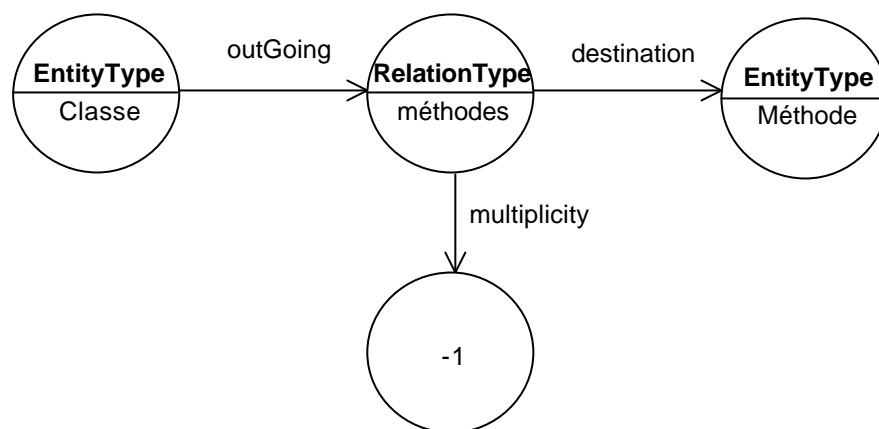 outGoing
destination
EntityType
Classe
RelationType
méthodes
EntityType
Méthode
multiplicity
-1